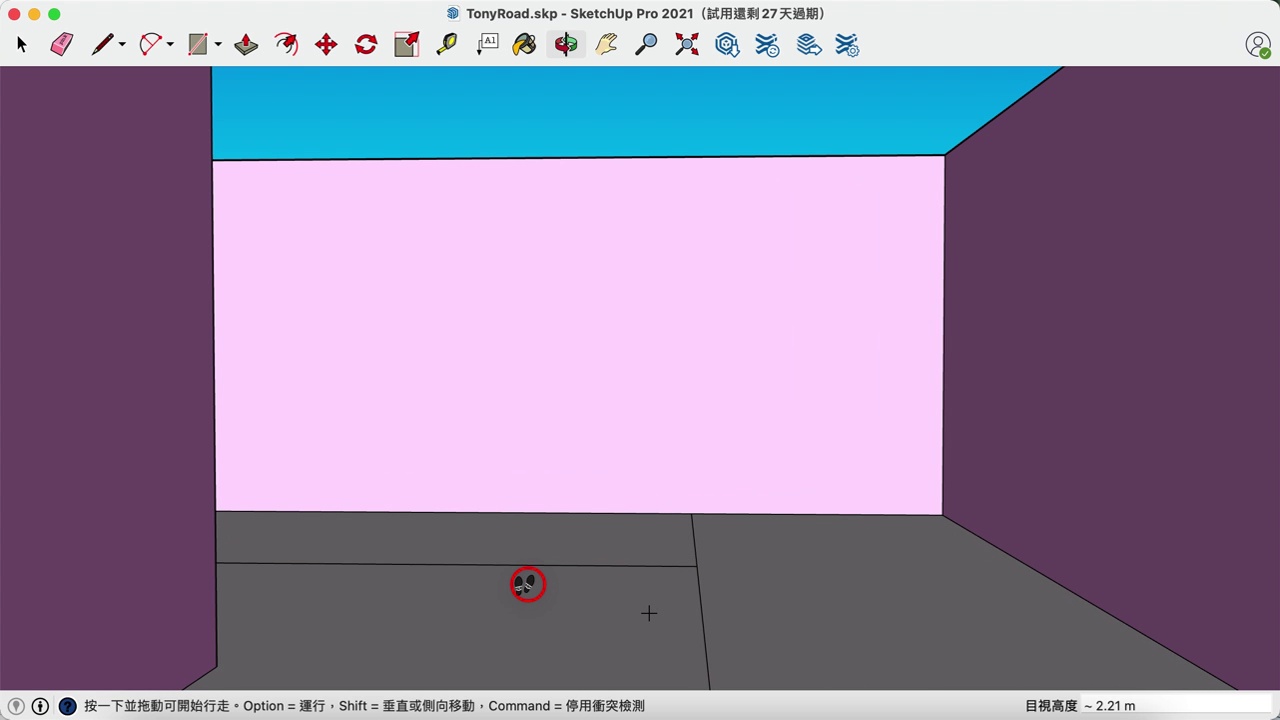 TonyRoad.skp - SketchUp Pro 2021（試用還剩 27 天過期）
A1
按一下並拖動可開始行走。Option = 運行，Shift = 垂直或側向移動，Command = 停用衝突檢測
目視高度 ~ 2.21 m